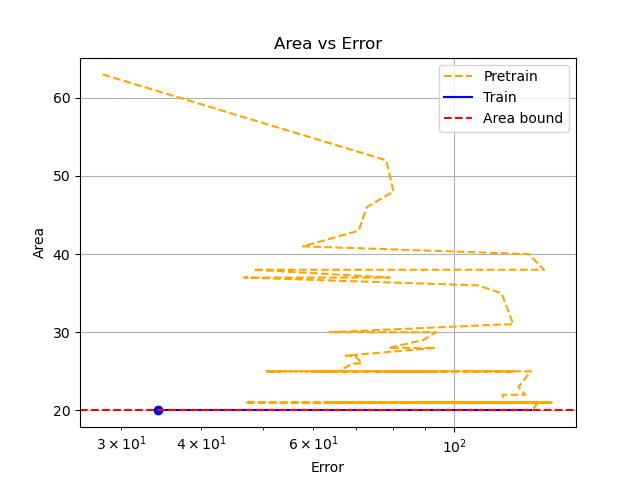 Area vs Error
Pretrain
Train
Area bound
Area
60
50
40
30
20
3 × 10¹
4 × 10¹
6 × 10¹
10²
Error